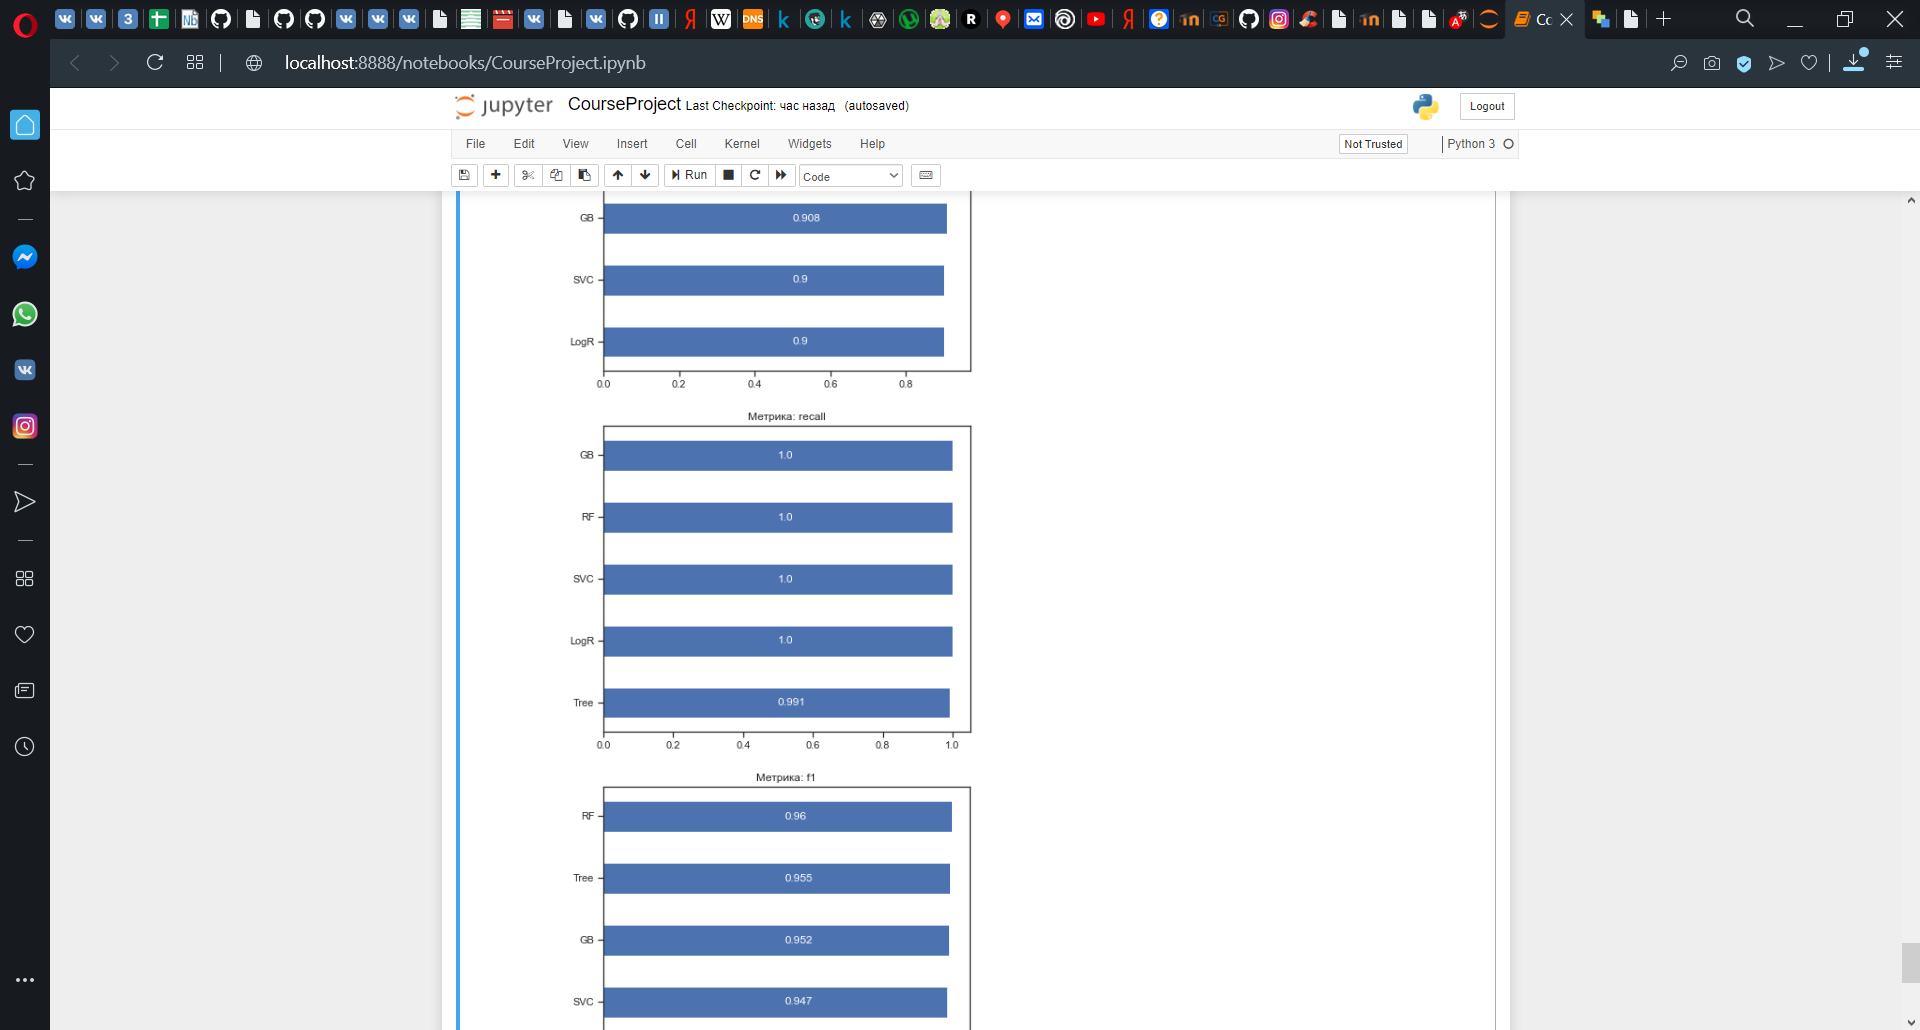 Cc
localhost:8888/notebooks/CourseProject.ipynb
jupyter CourseProject Last Checkpoint: час назад (autosaved)
Logout
File Edit View Insert Cell Kernel Widgets Help
Not Trusted
Python 3
Run
Code
GB 0.908
SVC 0.9
LogR 0.9
0.0 0.2 0.4 0.6 0.8
Метрика: recall
GB 1.0
RF 1.0
SVC 1.0
LogR 1.0
Tree 0.991
0.0 0.2 0.4 0.6 0.8 1.0
Метрика: f1
RF 0.96
Tree 0.955
GB 0.952
SVC 0.947